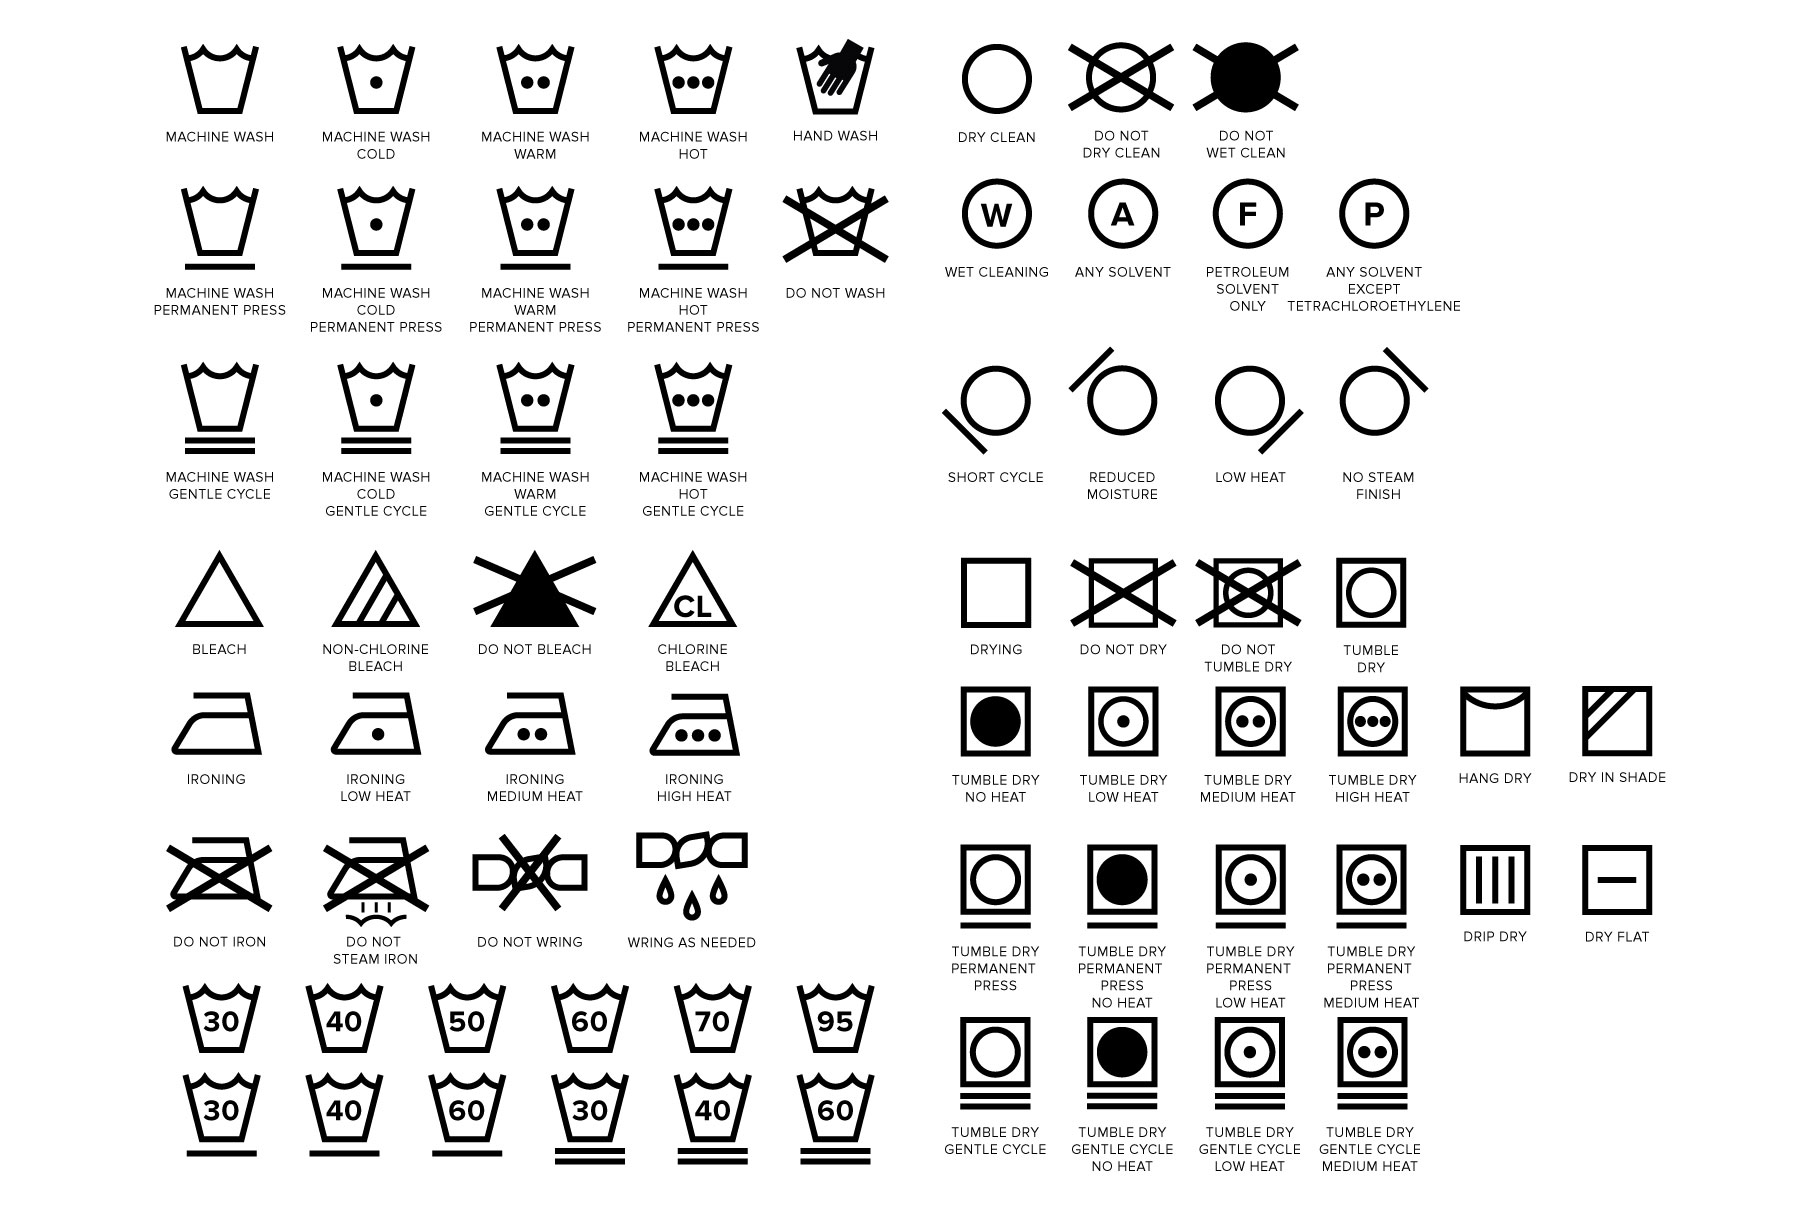 MACHINE WASH
MACHINE WASH
COLD
MACHINE WASH
WARM
MACHINE WASH
HOT
HAND WASH
MACHINE WASH
PERMANENT PRESS
MACHINE WASH
COLD
PERMANENT PRESS
MACHINE WASH
WARM
PERMANENT PRESS
MACHINE WASH
HOT
PERMANENT PRESS
DO NOT WASH
MACHINE WASH
GENTLE CYCLE
MACHINE WASH
COLD
GENTLE CYCLE
MACHINE WASH
WARM
GENTLE CYCLE
MACHINE WASH
HOT
GENTLE CYCLE
CL
BLEACH
NON-CHLORINE
BLEACH
DO NOT BLEACH
CHLORINE
BLEACH
IRONING
IRONING
LOW HEAT
IRONING
MEDIUM HEAT
IRONING
HIGH HEAT
DO NOT IRON
DO NOT
STEAM IRON
DO NOT WRING
WRING AS NEEDED
30
40
50
60
70
95
30
40
60
30
40
60
DRY CLEAN
DO NOT
DRY CLEAN
DO NOT
WET CLEAN
W
A
F
P
WET CLEANING
ANY SOLVENT
PETROLEUM
SOLVENT
ONLY
ANY SOLVENT
EXCEPT
TETRACHLOROETHYLENE
SHORT CYCLE
REDUCED
MOISTURE
LOW HEAT
NO STEAM
FINISH
DRYING
DO NOT DRY
DO NOT
TUMBLE DRY
TUMBLE
DRY
TUMBLE DRY
NO HEAT
TUMBLE DRY
LOW HEAT
TUMBLE DRY
MEDIUM HEAT
TUMBLE DRY
HIGH HEAT
HANG DRY
DRY IN SHADE
TUMBLE DRY
PERMANENT
PRESS
TUMBLE DRY
PERMANENT
PRESS
NO HEAT
TUMBLE DRY
PERMANENT
PRESS
LOW HEAT
TUMBLE DRY
PERMANENT
PRESS
MEDIUM HEAT
DRIP DRY
DRY FLAT
TUMBLE DRY
GENTLE CYCLE
TUMBLE DRY
GENTLE CYCLE
NO HEAT
TUMBLE DRY
GENTLE CYCLE
LOW HEAT
TUMBLE DRY
GENTLE CYCLE
MEDIUM HEAT